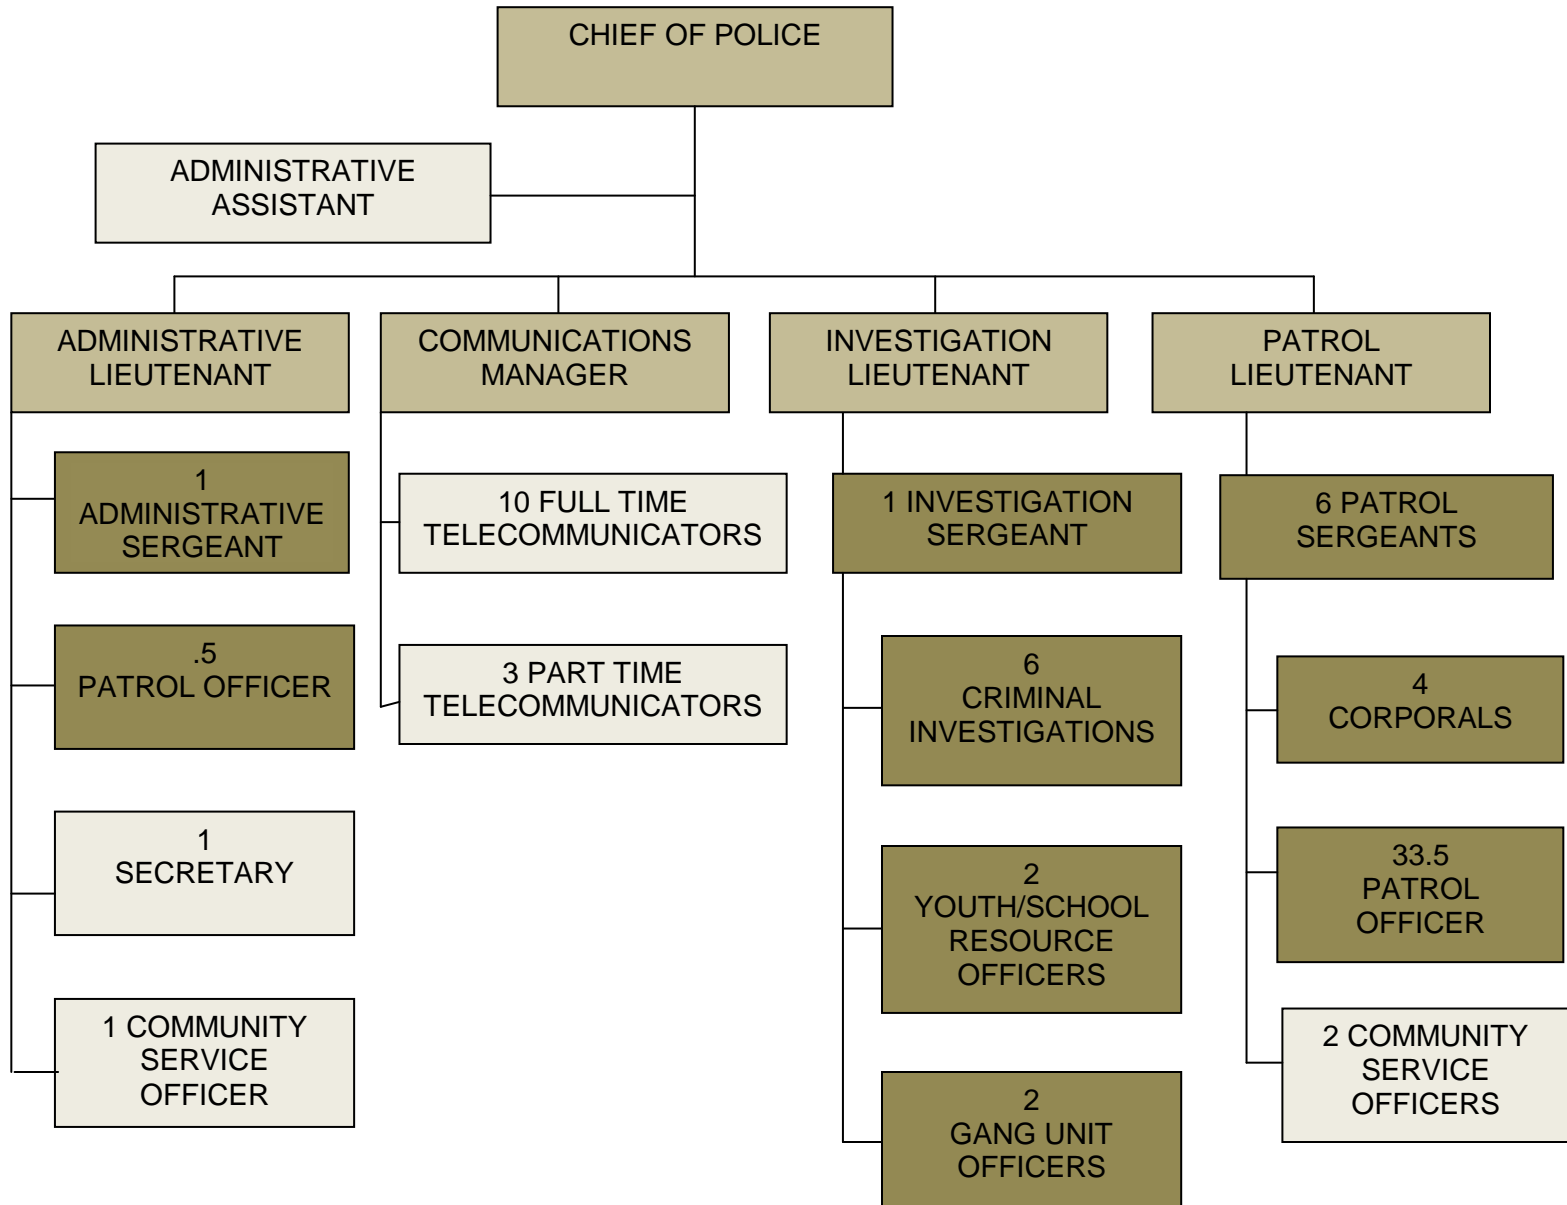 CHIEF OF POLICE
ADMINISTRATIVE
ASSISTANT
ADMINISTRATIVE
LIEUTENANT
COMMUNICATIONS
MANAGER
INVESTIGATION
LIEUTENANT
PATROL
LIEUTENANT
1
ADMINISTRATIVE
SERGEANT
.5
PATROL OFFICER
1
SECRETARY
1 COMMUNITY
SERVICE
OFFICER
10 FULL TIME
TELECOMMUNICATORS
3 PART TIME
TELECOMMUNICATORS
1 INVESTIGATION
SERGEANT
6
CRIMINAL
INVESTIGATIONS
2
YOUTH/SCHOOL
RESOURCE
OFFICERS
2
GANG UNIT
OFFICERS
6 PATROL
SERGEANTS
4
CORPORALS
33.5
PATROL
OFFICER
2 COMMUNITY
SERVICE
OFFICERS